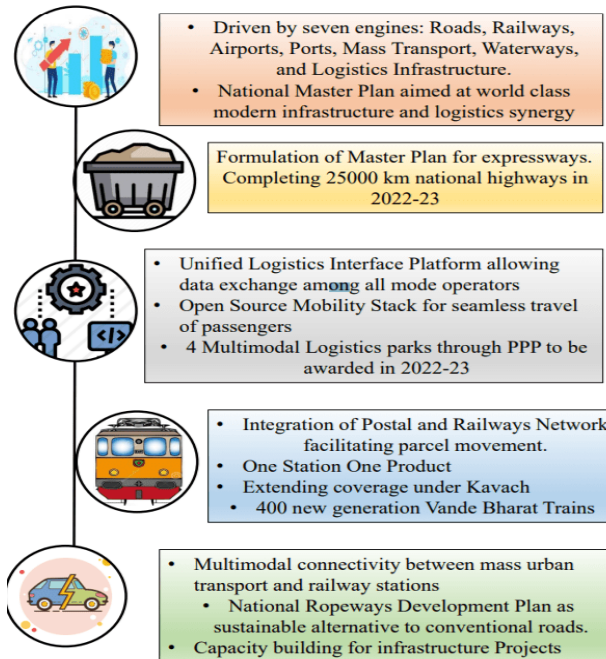 • Driven by seven engines: Roads, Railways,
Airports, Ports, Mass Transport, Waterways,
and Logistics Infrastructure.
• National Master Plan aimed at world class
modern infrastructure and logistics synergy
Formulation of Master Plan for expressways.
Completing 25000 km national highways in
2022-23
• Unified Logistics Interface Platform allowing
data exchange among all mode operators
• Open Source Mobility Stack for seamless travel
of passengers
• 4 Multimodal Logistics parks through PPP to be
awarded in 2022-23
</>
• Integration of Postal and Railways Network
facilitating parcel movement.
• One Station One Product
• Extending coverage under Kavach
• 400 new generation Vande Bharat Trains
• Multimodal connectivity between mass urban
transport and railway stations
• National Ropeways Development Plan as
sustainable alternative to conventional roads.
• Capacity building for infrastructure Projects